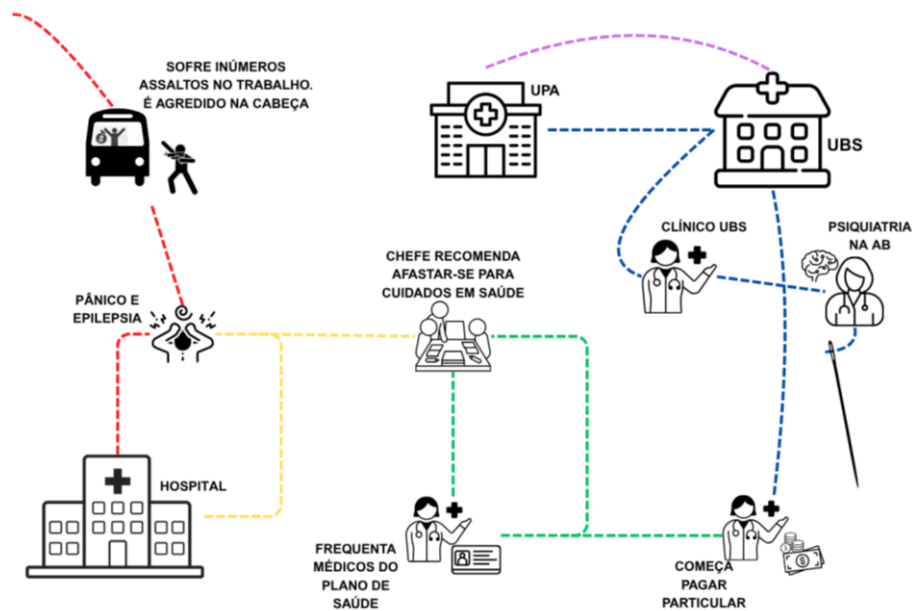 SOFRE INÚMEROS
ASSALTOS NO TRABALHO.
É AGREDIDO NA CABEÇA
UPA
UBS
CLÍNICO UBS
PSIQUIATRIA
NA AB
CHEFE RECOMENDA
AFASTAR-SE PARA
CUIDADOS EM SAÚDE
PÂNICO E
EPILEPSIA
HOSPITAL
FREQUENTA
MÉDICOS DO
PLANO DE
SAÚDE
COMEÇA
PAGAR
PARTICULAR